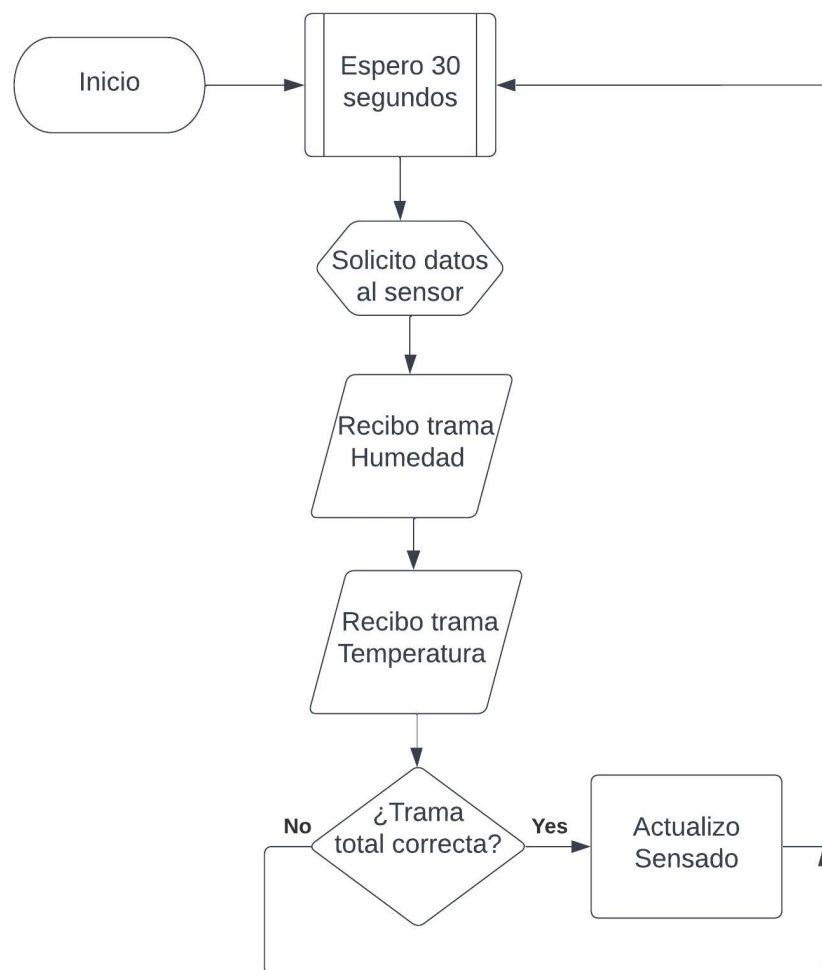 Inicio
Espero 30
segundos
Solicito datos
al sensor
Recibo trama
Humedad
Recibo trama
Temperatura
¿Trama
total correcta?
No
Yes
Actualizo
Sensado